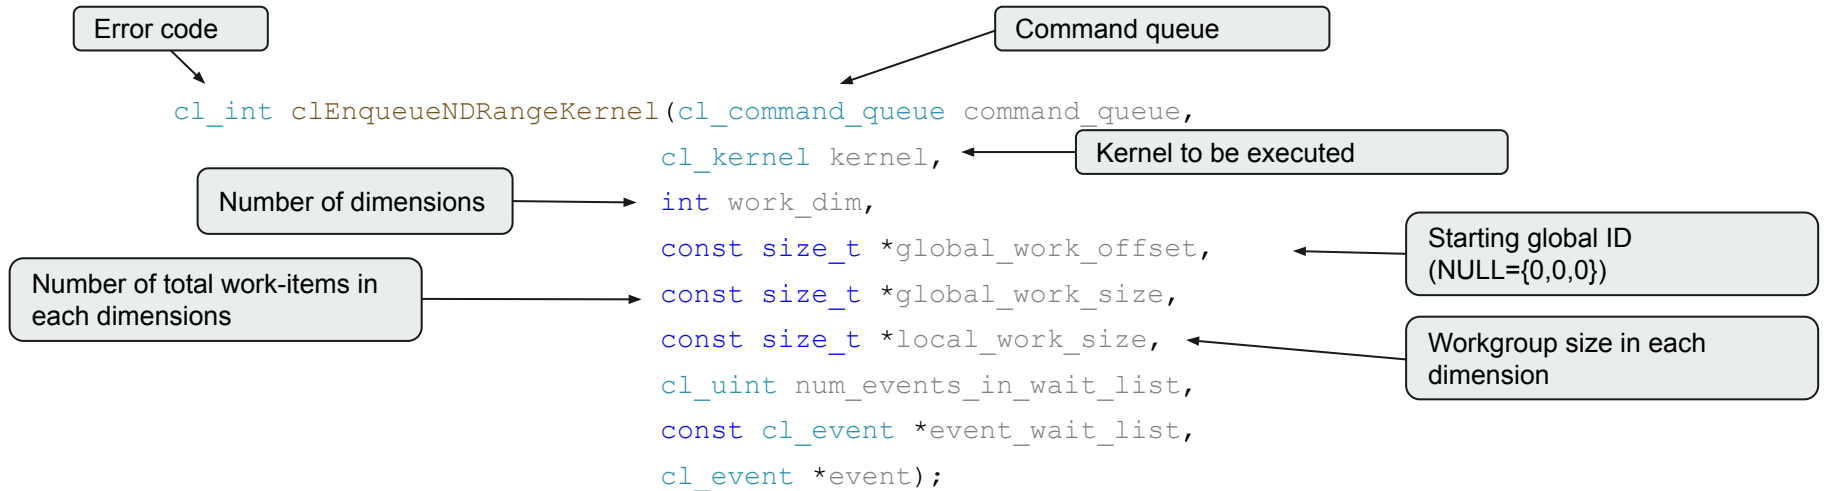 Error code
Command queue
cl_int clEnqueueNDRangeKernel(cl_command_queue command_queue,
cl_kernel kernel,
Kernel to be executed
Number of dimensions
int work_dim,
const size_t *global_work_offset,
Starting global ID
(NULL={0,0,0})
Number of total work-items in
each dimensions
const size_t *global_work_size,
const size_t *local_work_size,
Workgroup size in each
dimension
cl_uint num_events_in_wait_list,
const cl_event *event_wait_list,
cl_event *event);